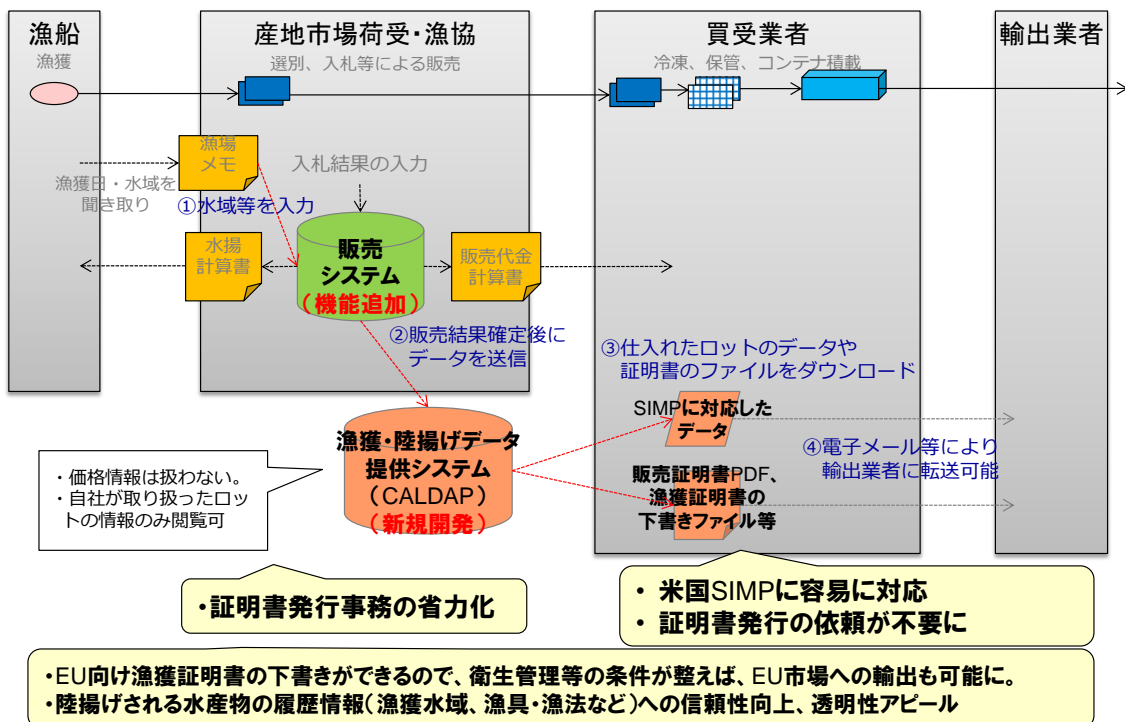 漁船
漁獲
産地市場荷受・漁協
選別、入札等による販売
買受業者
冷凍、保管、コンテナ積載
輸出業者
漁場
メモ
漁獲日・水域を
聞き取り
①水域等を入力
入札結果の入力
水揚
計算書
販売
システム
(機能追加)
販売代金
計算書
②販売結果確定後に
データを送信
③仕入れたロットのデータや
証明書のファイルをダウンロード
SIMPに対応した
データ
④電子メール等により
輸出業者に転送可能
漁獲・陸揚げデータ
提供システム
(CALDAP)
(新規開発)
・価格情報は扱わない。
・自社が取り扱ったロッ
トの情報のみ閲覧可
販売証明書PDF、
漁獲証明書の
下書きファイル等
・証明書発行事務の省力化
・ 米国SIMPに容易に対応
・ 証明書発行の依頼が不要に
・EU向け漁獲証明書の下書きができるので、衛生管理等の条件が整えば、EU市場への輸出も可能に。
・陸揚げされる水産物の履歴情報(漁獲水域、漁具・漁法など)への信頼性向上、透明性アピール